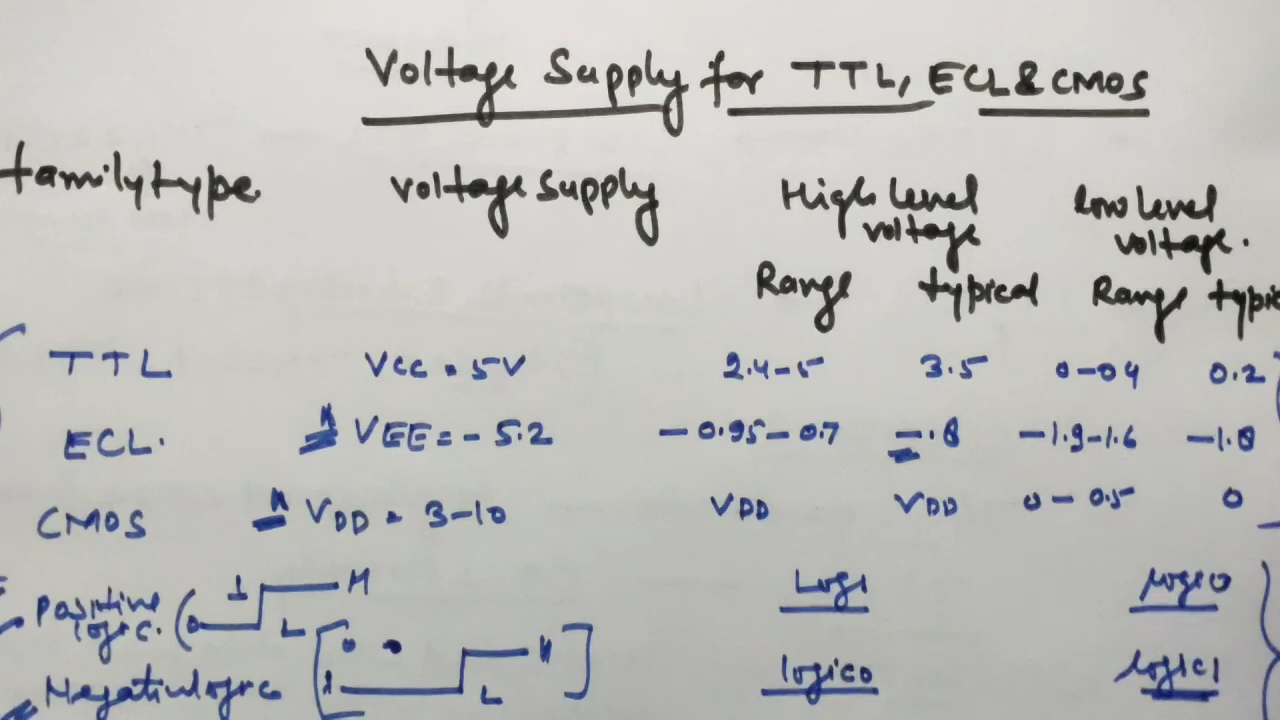 Voltage Supply for TTL, ECL & CMOS
family type voltage supply High level voltage low level voltage.
Range typical Range typic
TTL VCC = 5V 2.4-5 3.5 0-04 0.2
ECL. VEE = -5.2 -0.95-0.7 -.8 -1.9-1.6 -1.8
CMOS VDD = 3-10 VDD VDD 0-0.5 0
Positive logic. ( 0 1 L H Logic1 logic0
Negative logic [ 1 0 L H ] logic0 logic1